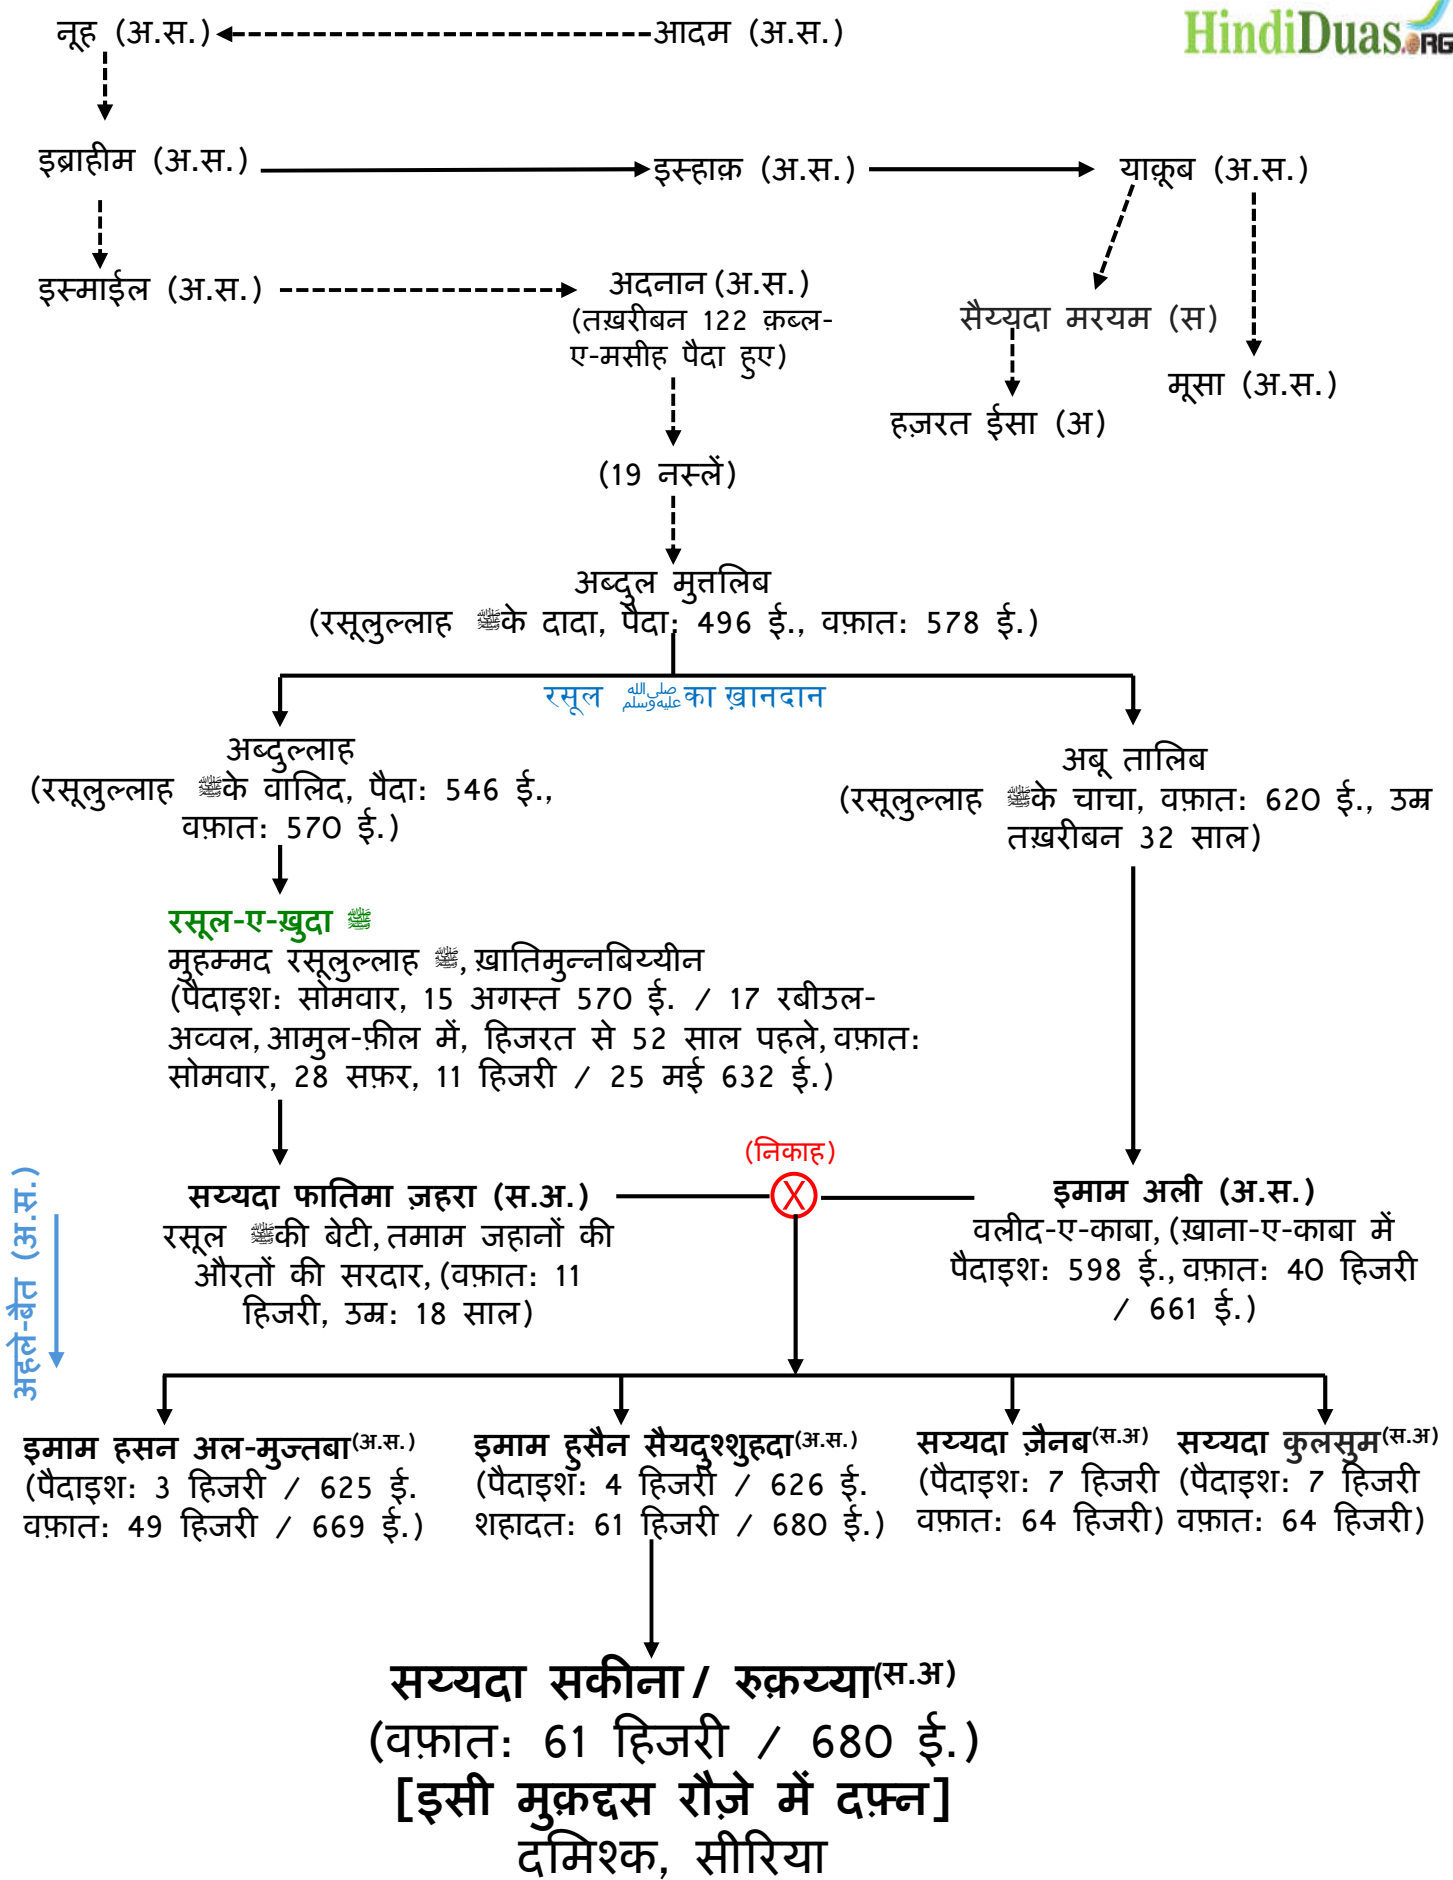 HindiDuas.ORG
नूह (अ.स.)
आदम (अ.स.)
इब्राहीम (अ.स.)
इस्हाक़ (अ.स.)
याक़ूब (अ.स.)
इस्माईल (अ.स.)
अदनान (अ.स.)
(तख़रीबन 122 क़ब्ल-
ए-मसीह पैदा हुए)
सैय्यदा मरयम (स)
मूसा (अ.स.)
हज़रत ईसा (अ)
(19 नस्लें)
अब्दुल मुत्तलिब
(रसूलुल्लाह ﷺके दादा, पैदा: 496 ई., वफ़ात: 578 ई.)
रसूल ﷺका ख़ानदान
अब्दुल्लाह
(रसूलुल्लाह ﷺके वालिद, पैदा: 546 ई.,
वफ़ात: 570 ई.)
अबू तालिब
(रसूलुल्लाह ﷺके चाचा, वफ़ात: 620 ई., उम्र
तख़रीबन 32 साल)
रसूल-ए-ख़ुदा ﷺ
मुहम्मद रसूलुल्लाह ﷺ, ख़ातिमुन्नबिय्यीन
(पैदाइश: सोमवार, 15 अगस्त 570 ई. / 17 रबीउल-
अव्वल, आमुल-फ़ील में, हिजरत से 52 साल पहले, वफ़ात:
सोमवार, 28 सफ़र, 11 हिजरी / 25 मई 632 ई.)
(निकाह)
X
सय्यदा फातिमा ज़हरा (स.अ.)
रसूल ﷺकी बेटी, तमाम जहानों की
औरतों की सरदार, (वफ़ात: 11
हिजरी, उम्र: 18 साल)
इमाम अली (अ.स.)
वलीद-ए-काबा, (ख़ाना-ए-काबा में
पैदाइश: 598 ई., वफ़ात: 40 हिजरी
/ 661 ई.)
अहले-बैत (अ.स.)
इमाम हसन अल-मुज्तबा(अ.स.)
(पैदाइश: 3 हिजरी / 625 ई.
वफ़ात: 49 हिजरी / 669 ई.)
इमाम हुसैन सैयदुश्शुहदा(अ.स.)
(पैदाइश: 4 हिजरी / 626 ई.
शहादत: 61 हिजरी / 680 ई.)
सय्यदा ज़ैनब(स.अ)
(पैदाइश: 7 हिजरी
वफ़ात: 64 हिजरी)
सय्यदा कुलसुम(स.अ)
(पैदाइश: 7 हिजरी
वफ़ात: 64 हिजरी)
सय्यदा सकीना / रुक़य्या(स.अ)
(वफ़ात: 61 हिजरी / 680 ई.)
[इसी मुक़द्दस रौज़े में दफ़्न]
दमिश्क, सीरिया